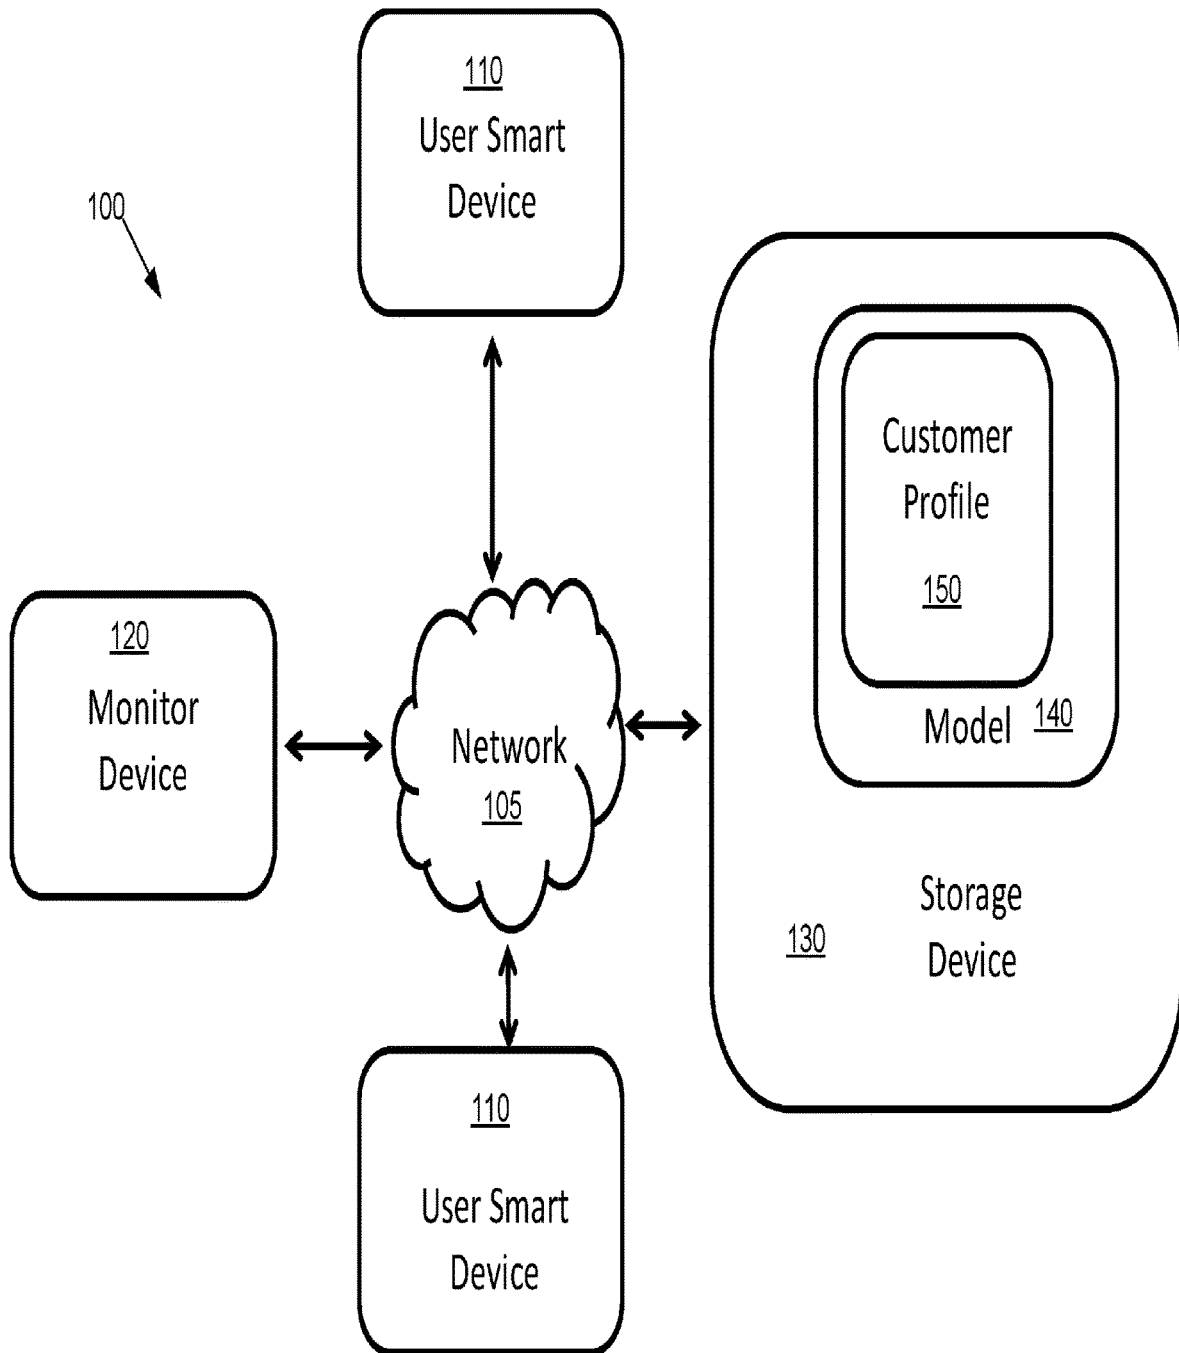 110
User Smart
Device
100
Customer
Profile
150
Model 140
120
Monitor
Device
Network
105
Storage
Device
130
110
User Smart
Device